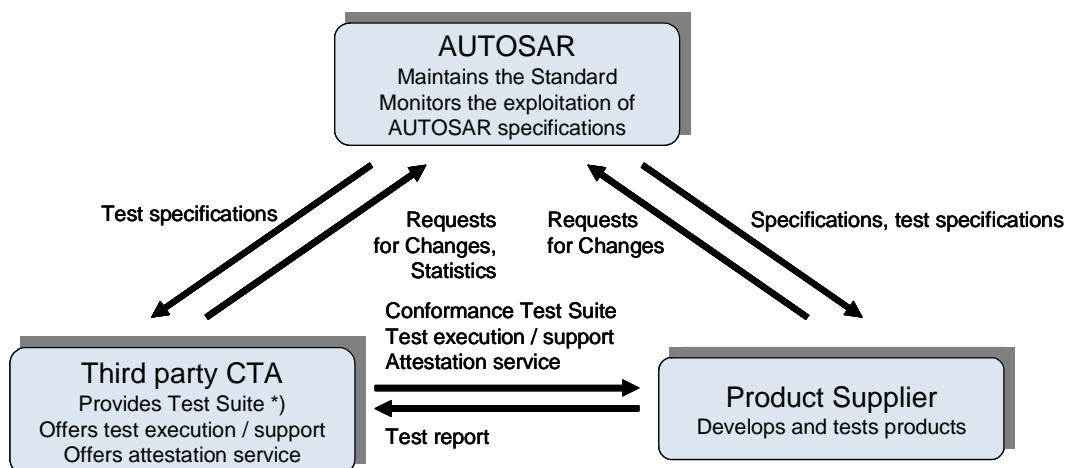 AUTOSAR
Maintains the Standard
Monitors the exploitation of
AUTOSAR specifications
Test specifications
Requests
for Changes,
Statistics
Requests
for Changes
Specifications, test specifications
Conformance Test Suite
Test execution / support
Attestation service
Third party CTA
Provides Test Suite *)
Offers test execution / support
Offers attestation service
Test report
Product Supplier
Develops and tests products